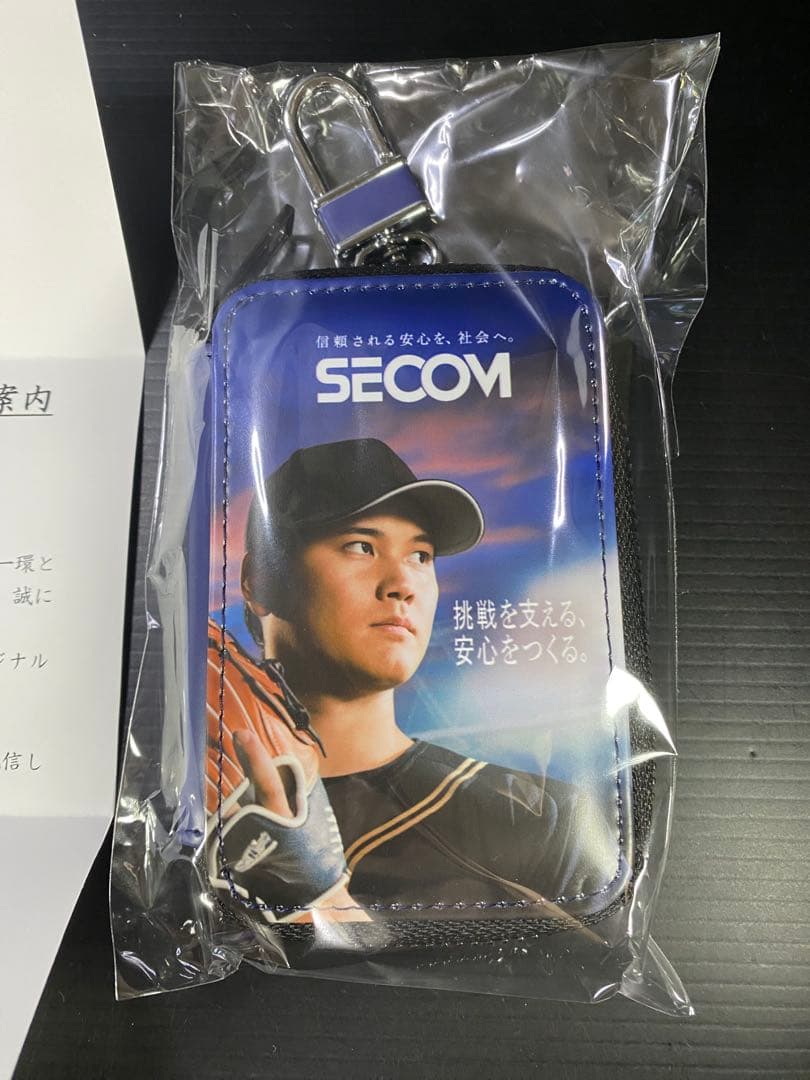 案内
一環と
誠に
ジナル
信し
信頼される安心を、社会へ。
SECOM
挑戦を支える、
安心をつくる。